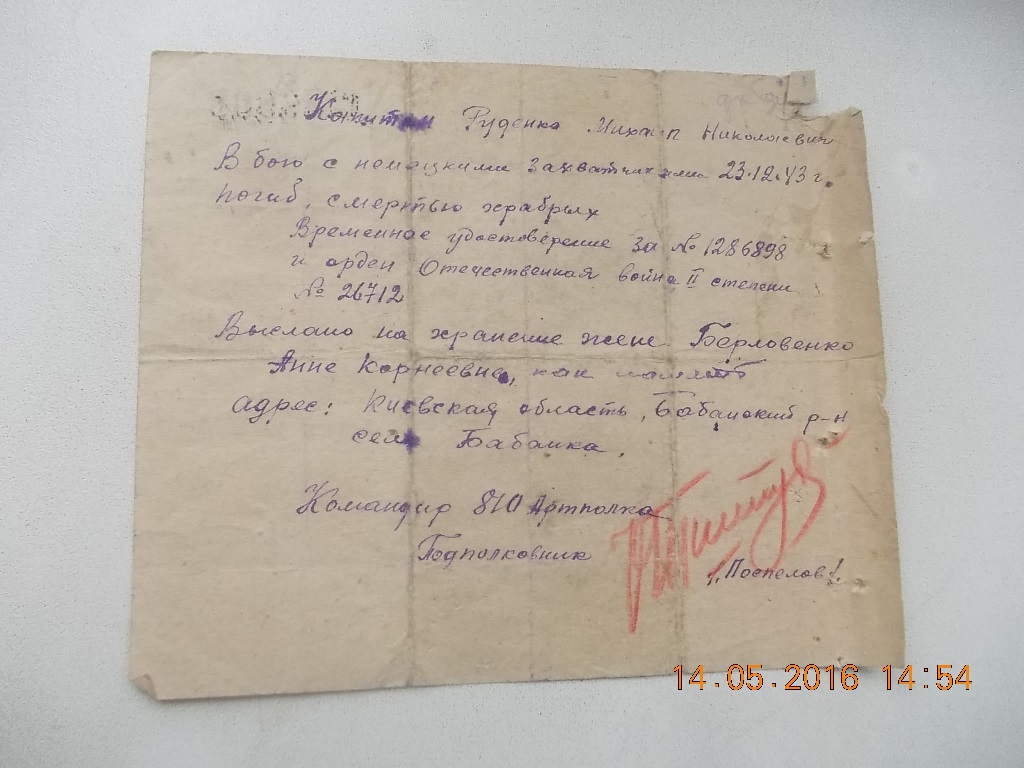 Капитан Руденко Михаил Николаевич
В бою с немецкими захватчиками 23.12.43 г.
погиб, смертью храбрых
Временное удостоверение за № 1286898
и орден Отечественная война II степени
№ 26712
Выслано на хранение жене Берловенко
Анне Корнеевне, как память
адрес: Киевская область, Бабанский р-н
село Бабанка.
Командир 810 Артполка
Подполковник
/Поспелов/.
14.05.2016 14:54